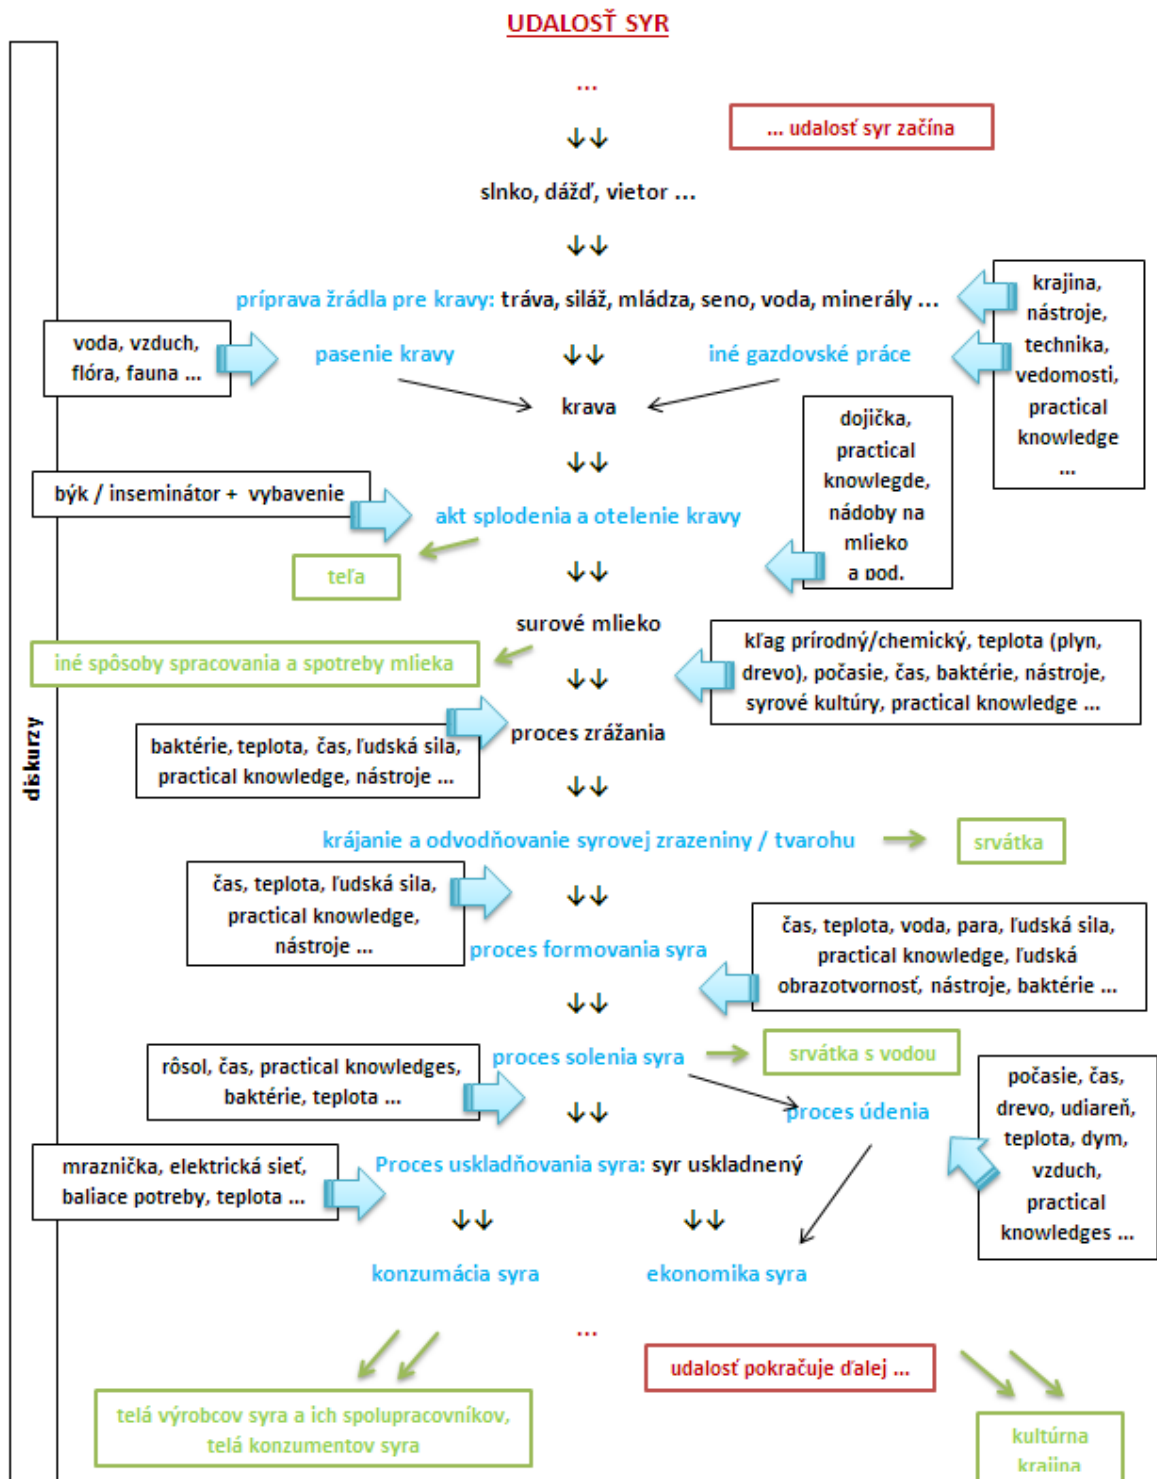 UDALOSŤ SYR
...
... udalosť syr začína
slnko, dážď, vietor ...
príprava žrádla pre kravy: tráva, siláž, mládza, seno, voda, minerály ...
krajina,
nástroje,
technika,
vedomosti,
practical
knowledge
...
voda, vzduch,
flóra, fauna ...
pasenie kravy
iné gazdovské práce
krava
dojička,
practical
knowlegde,
nádoby na
mlieko
a pod.
býk / inseminátor + vybavenie
akt splodenia a otelenie kravy
teľa
surové mlieko
iné spôsoby spracovania a spotreby mlieka
kľag prírodný/chemický, teplota (plyn,
drevo), počasie, čas, baktérie, nástroje,
syrové kultúry, practical knowledge ...
proces zrážania
baktérie, teplota, čas, ľudská sila,
practical knowledge, nástroje ...
diskurzy
krájanie a odvodňovanie syrovej zrazeniny / tvarohu
srvátka
čas, teplota, ľudská sila,
practical knowledge,
nástroje ...
proces formovania syra
čas, teplota, voda, para, ľudská sila,
practical knowledge, ľudská
obrazotvornosť, nástroje, baktérie ...
proces solenia syra
srvátka s vodou
rôsol, čas, practical knowledges,
baktérie, teplota ...
proces údenia
počasie, čas,
drevo, udiareň,
teplota, dym,
vzduch,
practical
knowledges ...
mraznička, elektrická sieť,
baliace potreby, teplota ...
Proces uskladňovania syra: syr uskladnený
konzumácia syra
ekonomika syra
...
udalosť pokračuje ďalej ...
telá výrobcov syra a ich spolupracovníkov,
telá konzumentov syra
kultúrna
krajina